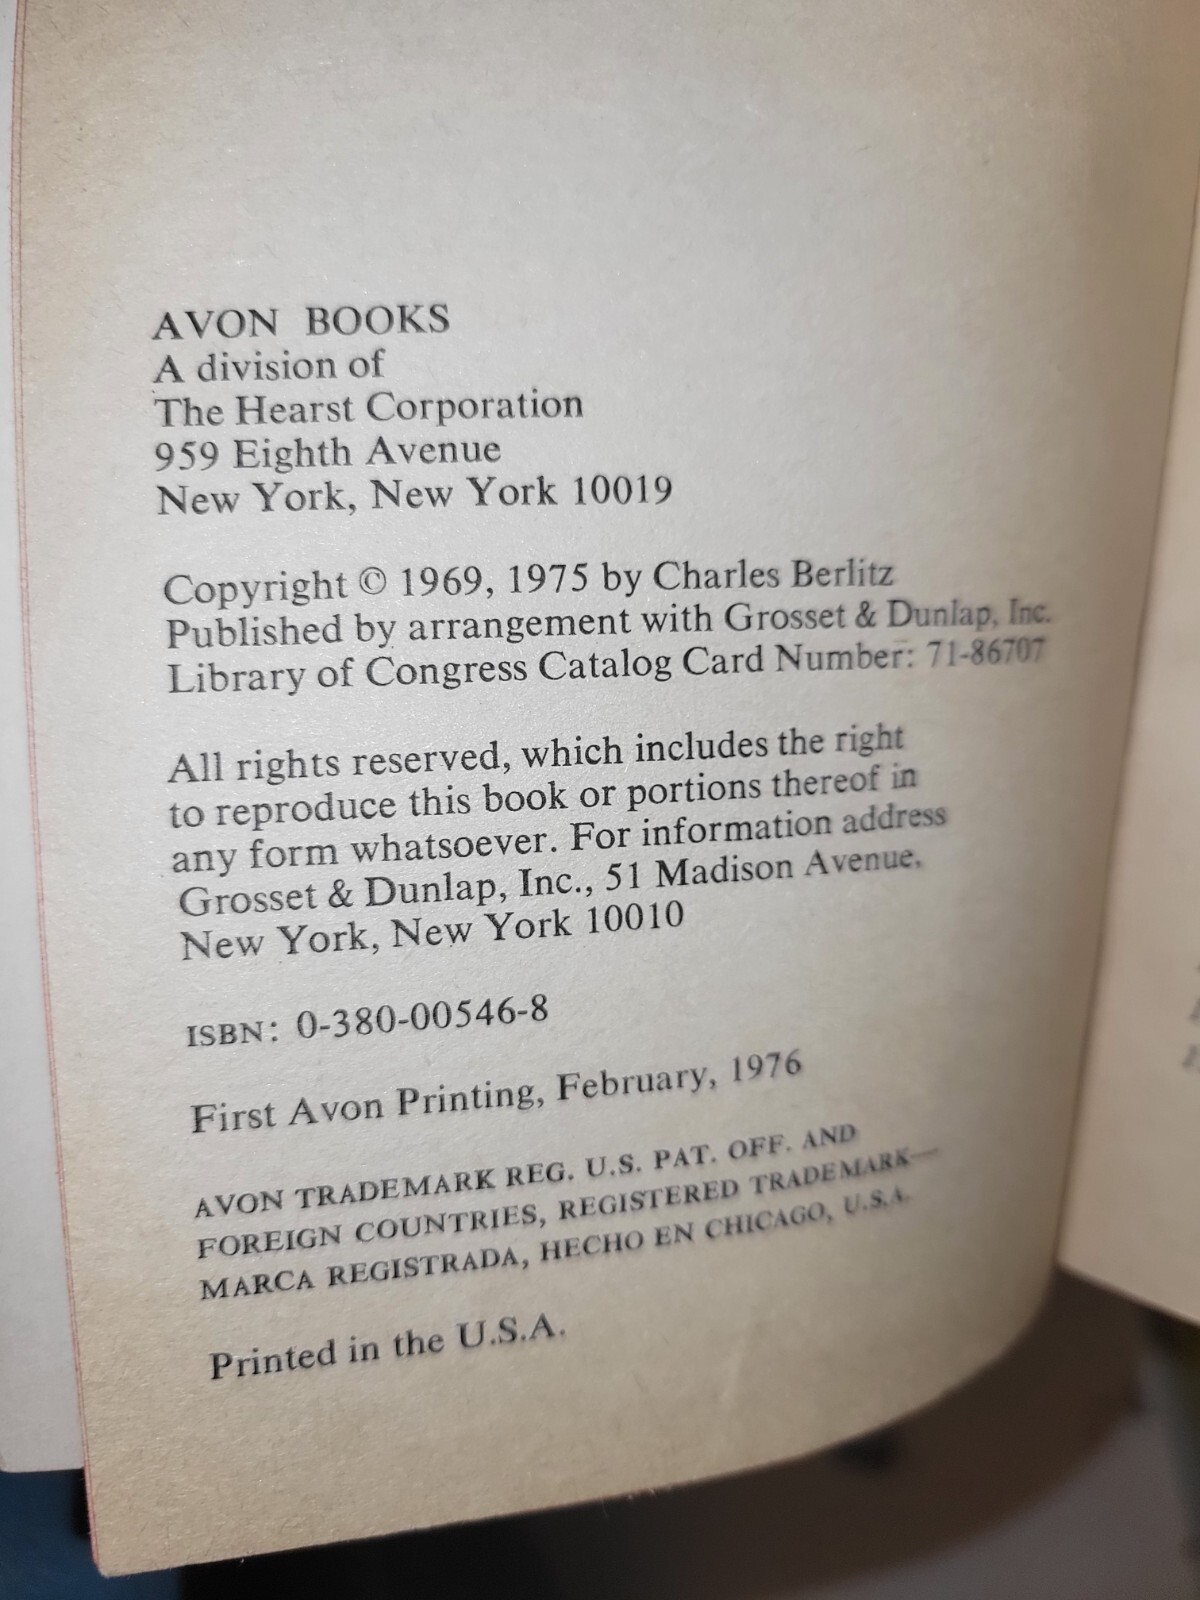 AVON BOOKS
A division of
The Hearst Corporation
959 Eighth Avenue
New York, New York 10019
Copyright © 1969, 1975 by Charles Berlitz
Published by arrangement with Grosset & Dunlap, Inc.
Library of Congress Catalog Card Number: 71-86707
All rights reserved, which includes the right
to reproduce this book or portions thereof in
any form whatsoever. For information address
Grosset & Dunlap, Inc., 51 Madison Avenue,
New York, New York 10010
ISBN: 0-380-00546-8
First Avon Printing, February, 1976
AVON TRADEMARK REG. U.S. PAT. OFF. AND
FOREIGN COUNTRIES, REGISTERED TRADEMARK—
MARCA REGISTRADA, HECHO EN CHICAGO, U.S.A.
Printed in the U.S.A.